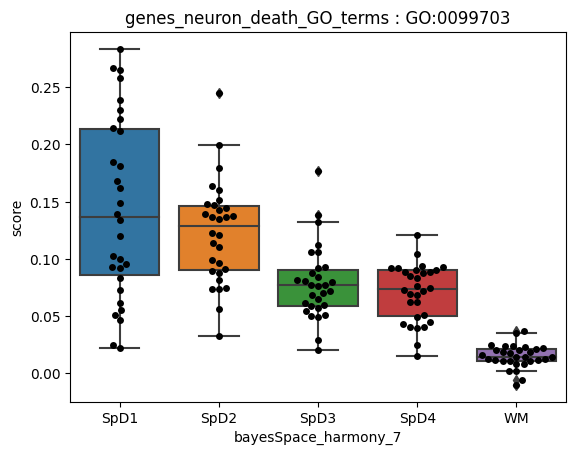 genes_neuron_death_GO_terms : GO:0099703
score
0.25
0.20
0.15
0.10
0.05
0.00
SpD1 SpD2 SpD3 SpD4 WM
bayesSpace_harmony_7